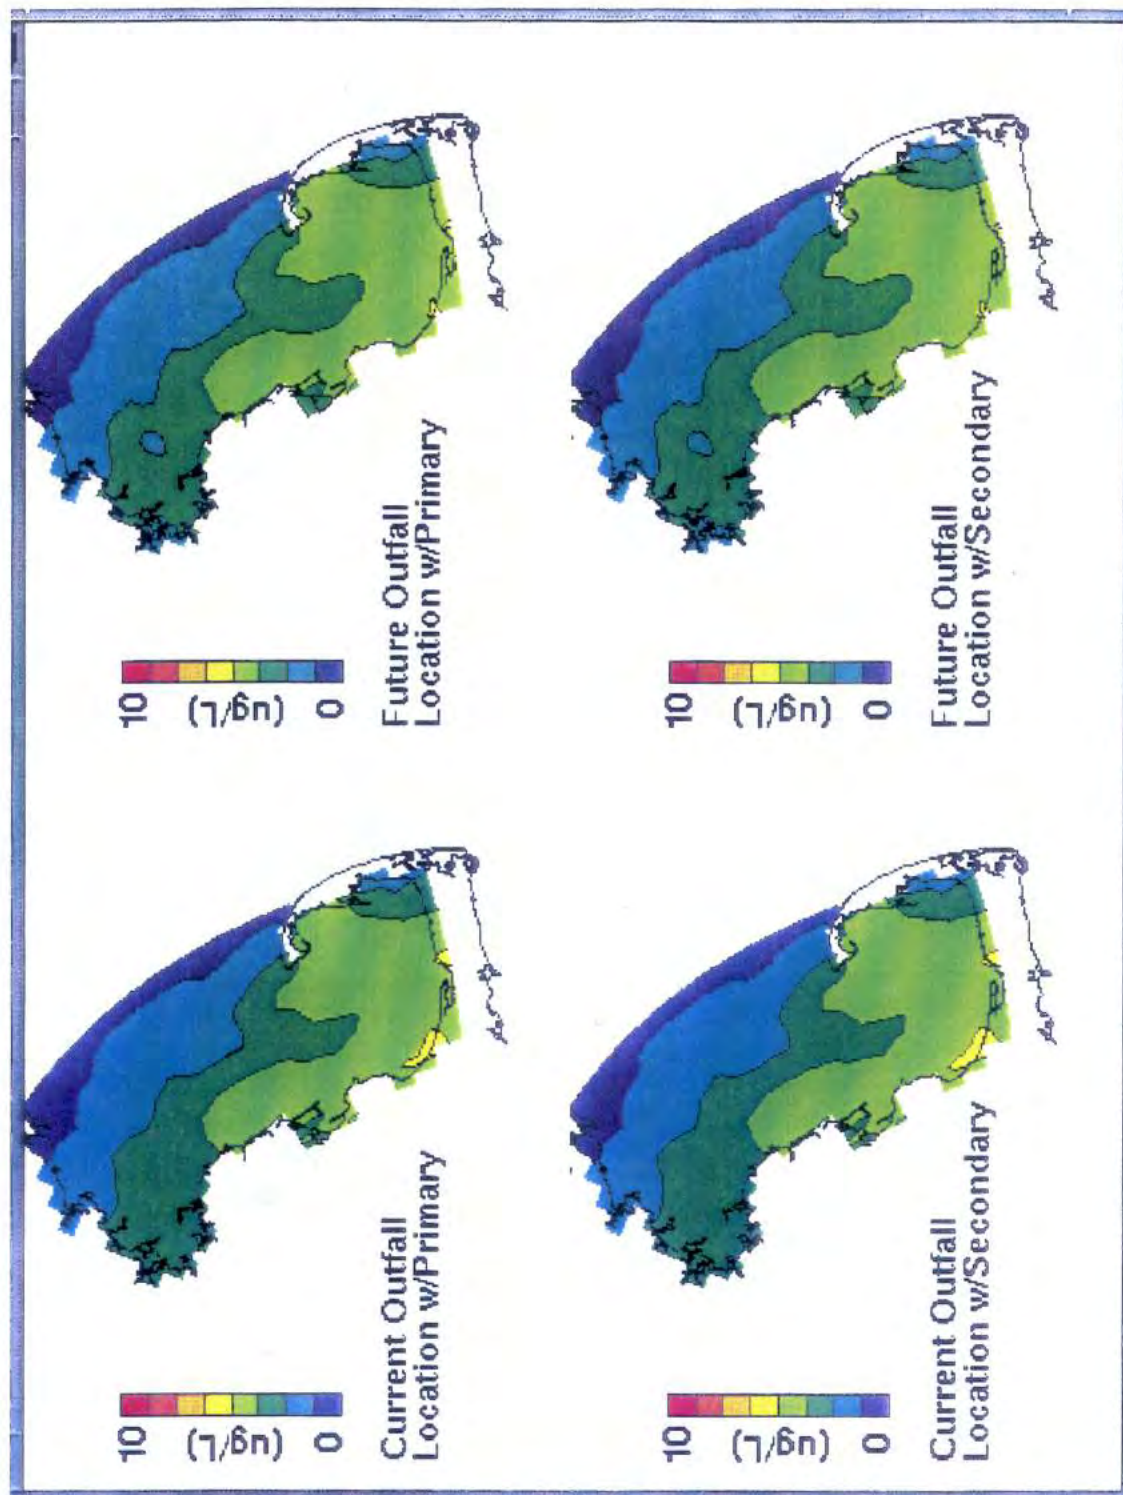 10
(ug/L)
0
Current Outfall
Location w/Primary
10
(ug/L)
0
Future Outfall
Location w/Primary
10
(ug/L)
0
Current Outfall
Location w/Secondary
10
(ug/L)
0
Future Outfall
Location w/Secondary